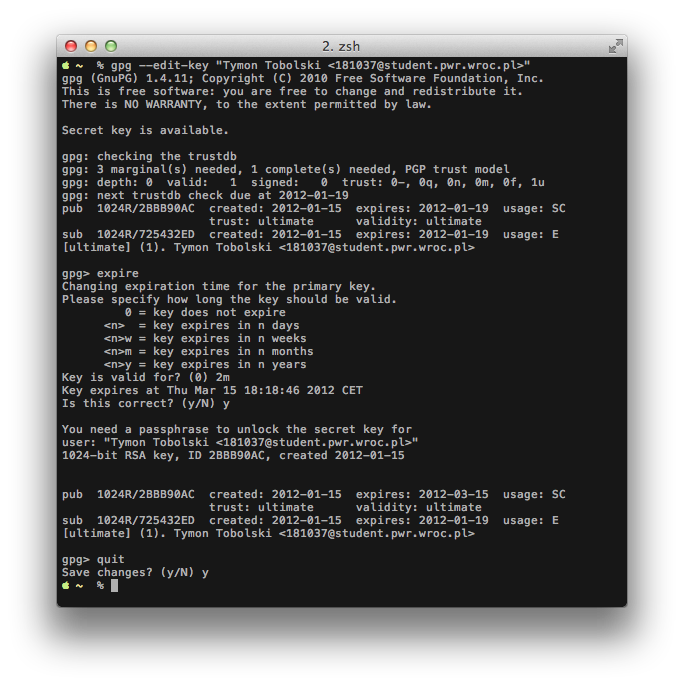 2. zsh
~ % gpg --edit-key "Tymon Tobolski <181037@student.pwr.wroc.pl>"
gpg (GnuPG) 1.4.11; Copyright (C) 2010 Free Software Foundation, Inc.
This is free software: you are free to change and redistribute it.
There is NO WARRANTY, to the extent permitted by law.
Secret key is available.
gpg: checking the trustdb
gpg: 3 marginal(s) needed, 1 complete(s) needed, PGP trust model
gpg: depth: 0  valid:   1  signed:   0  trust: 0-, 0q, 0n, 0m, 0f, 1u
gpg: next trustdb check due at 2012-01-19
pub  1024R/2BBB90AC  created: 2012-01-15  expires: 2012-01-19  usage: SC
trust: ultimate      validity: ultimate
sub  1024R/725432ED  created: 2012-01-15  expires: 2012-01-19  usage: E
[ultimate] (1). Tymon Tobolski <181037@student.pwr.wroc.pl>
gpg> expire
Changing expiration time for the primary key.
Please specify how long the key should be valid.
0 = key does not expire
<n>  = key expires in n days
<n>w = key expires in n weeks
<n>m = key expires in n months
<n>y = key expires in n years
Key is valid for? (0) 2m
Key expires at Thu Mar 15 18:18:46 2012 CET
Is this correct? (y/N) y
You need a passphrase to unlock the secret key for
user: "Tymon Tobolski <181037@student.pwr.wroc.pl>"
1024-bit RSA key, ID 2BBB90AC, created 2012-01-15
pub  1024R/2BBB90AC  created: 2012-01-15  expires: 2012-03-15  usage: SC
trust: ultimate      validity: ultimate
sub  1024R/725432ED  created: 2012-01-15  expires: 2012-01-19  usage: E
[ultimate] (1). Tymon Tobolski <181037@student.pwr.wroc.pl>
gpg> quit
Save changes? (y/N) y
~ %